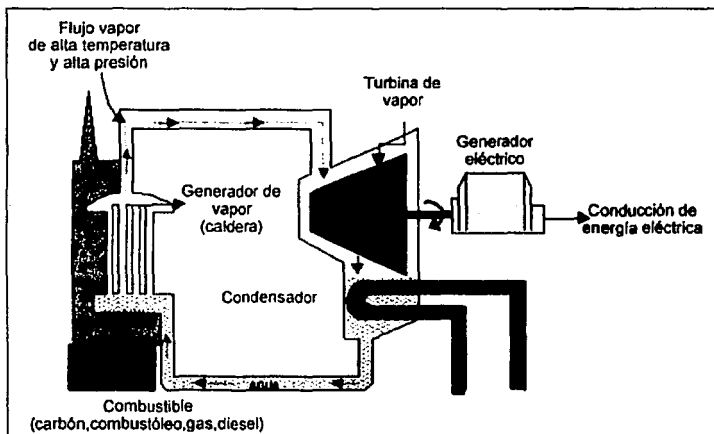 Flujo vapor
de alta temperatura
y alta presión
Turbina de
vapor
Generador
eléctrico
Generador de
vapor
(caldera)
Conducción de
energía eléctrica
Condensador
Combustible
(carbón,combustóleo,gas,diesel)